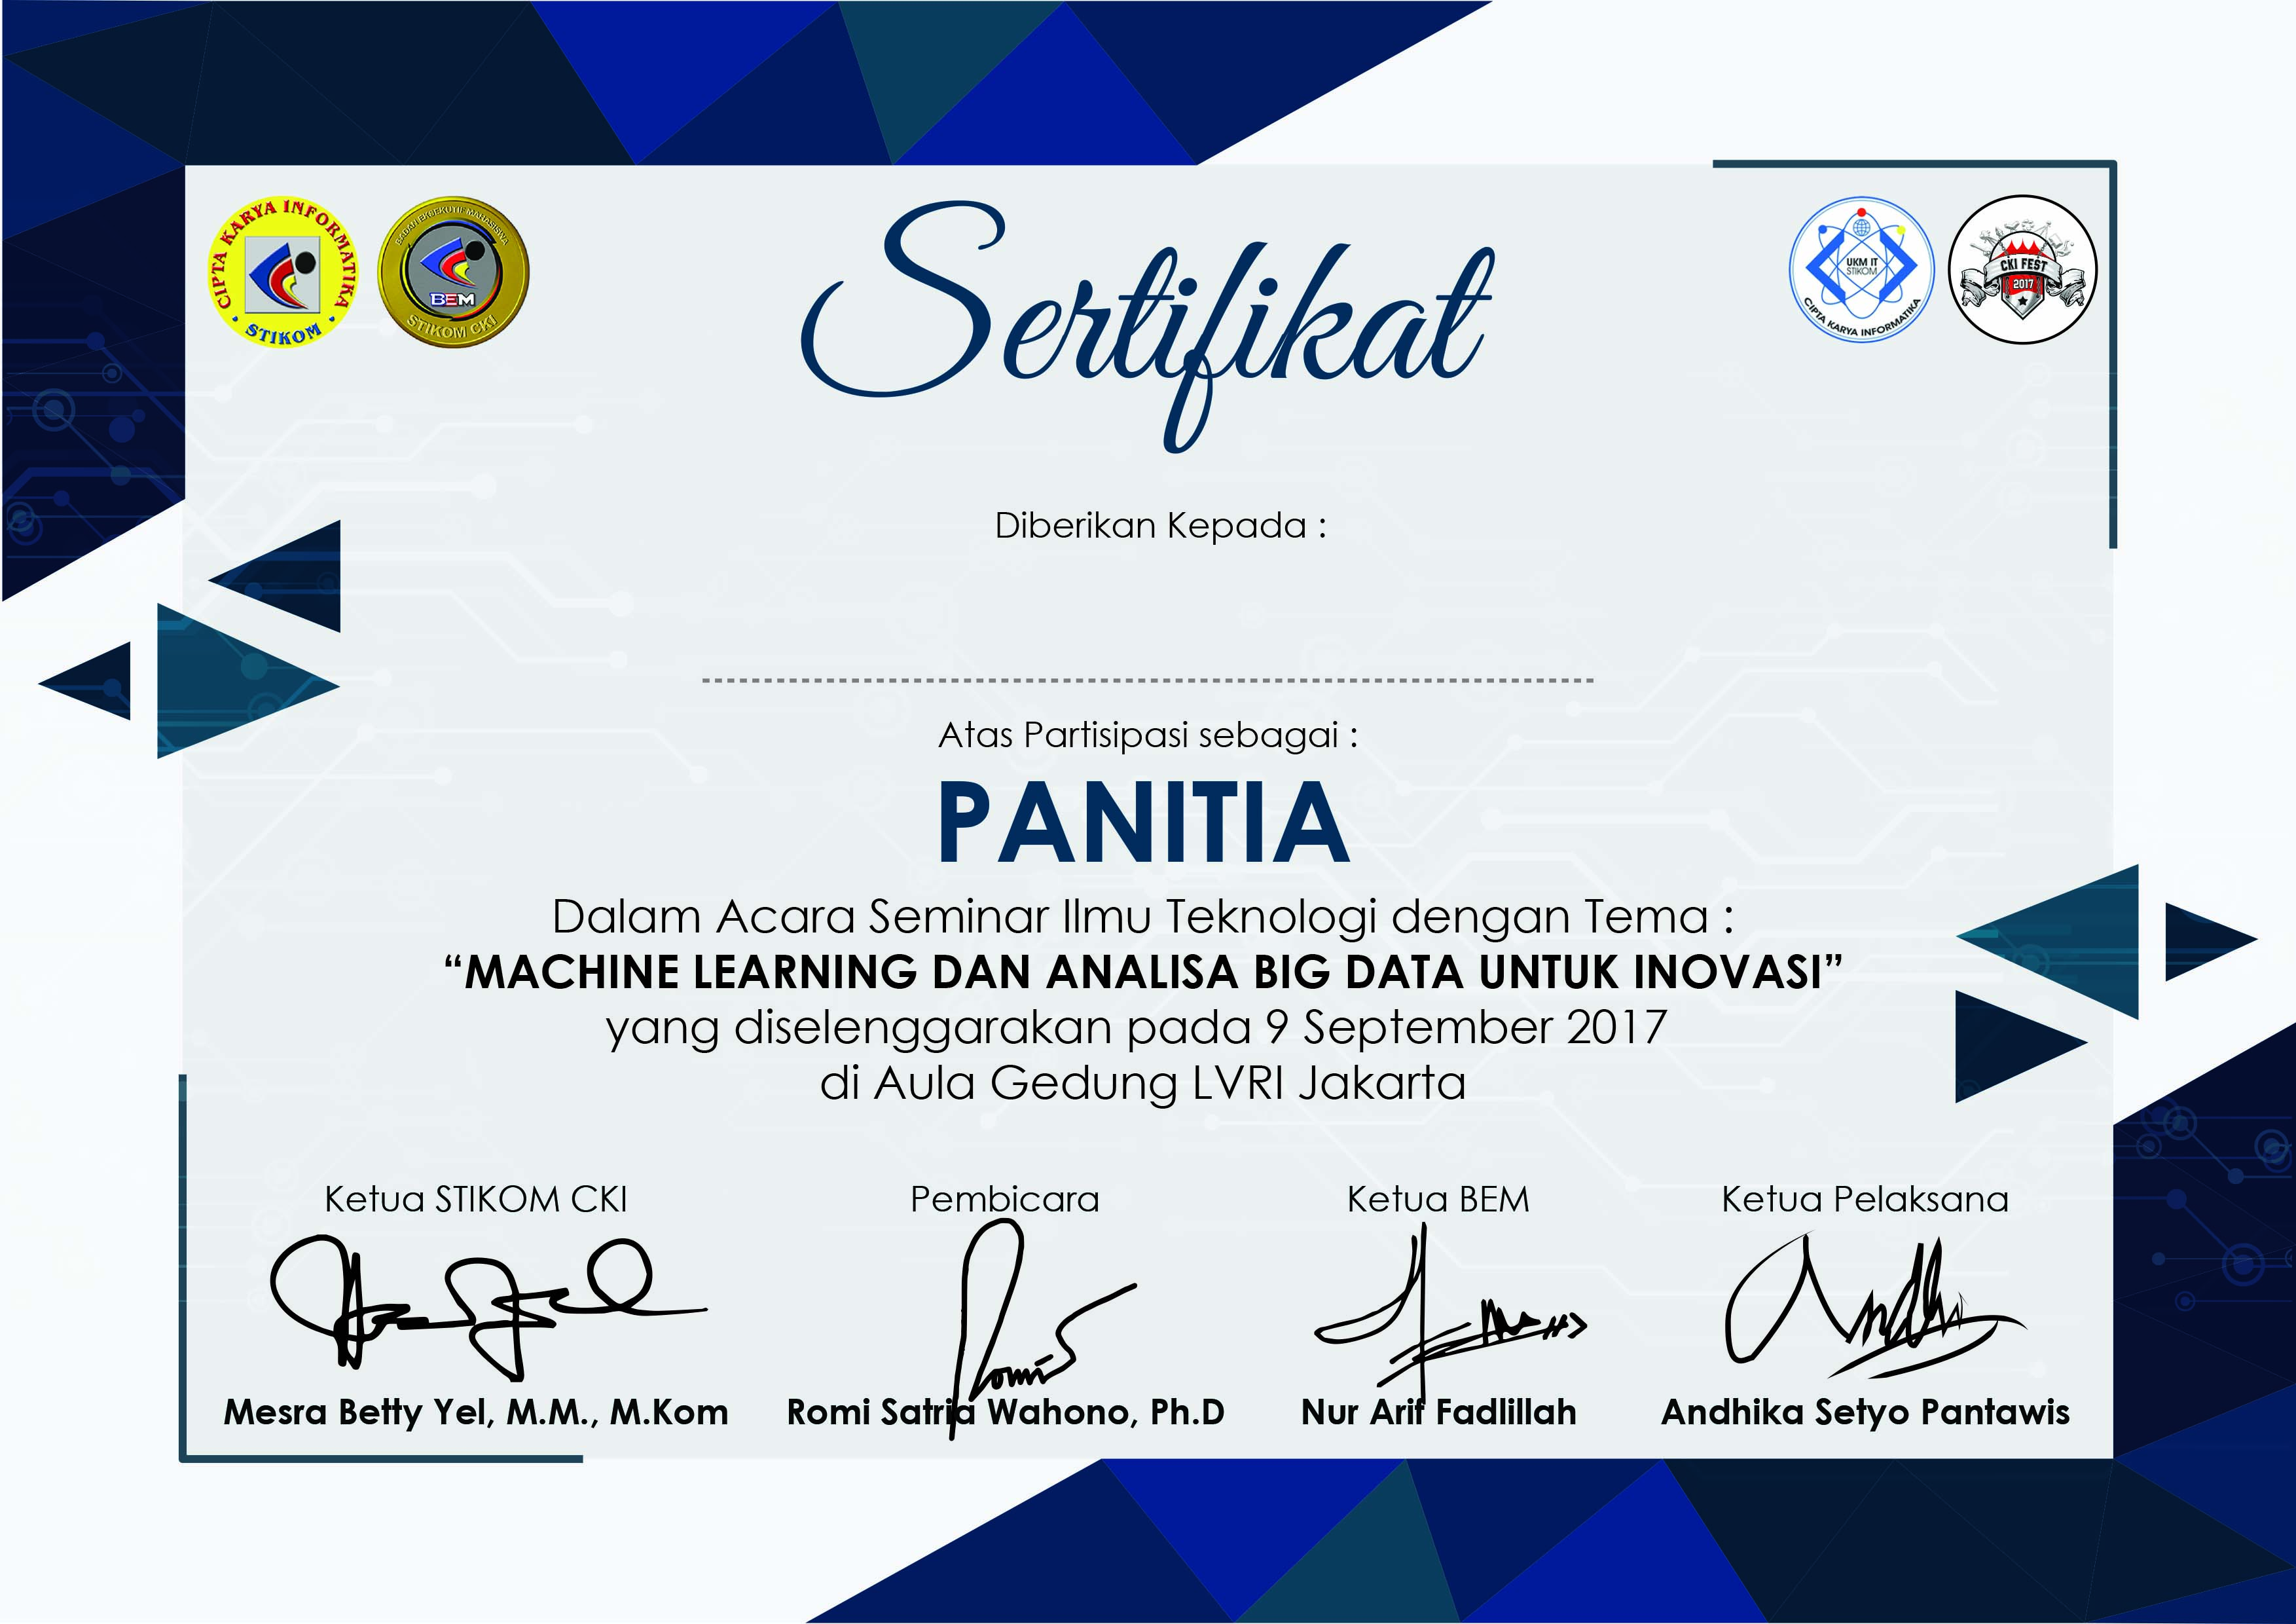 CIPTA KARYA INFORMATIKA
STIKOM
BADAN EKSEKUTIF MAHASISWA
BEM
STIKOM CKI
Sertifikat
UKM IT
STIKOM
CIPTA KARYA INFORMATIKA
CKI FEST
2017
Diberikan Kepada :
Atas Partisipasi sebagai :
PANITIA
Dalam Acara Seminar Ilmu Teknologi dengan Tema :
“MACHINE LEARNING DAN ANALISA BIG DATA UNTUK INOVASI”
yang diselenggarakan pada 9 September 2017
di Aula Gedung LVRI Jakarta
Ketua STIKOM CKI
Pembicara
Ketua BEM
Ketua Pelaksana
Mesra Betty Yel, M.M., M.Kom
Romi Satria Wahono, Ph.D
Nur Arif Fadlillah
Andhika Setyo Pantawis